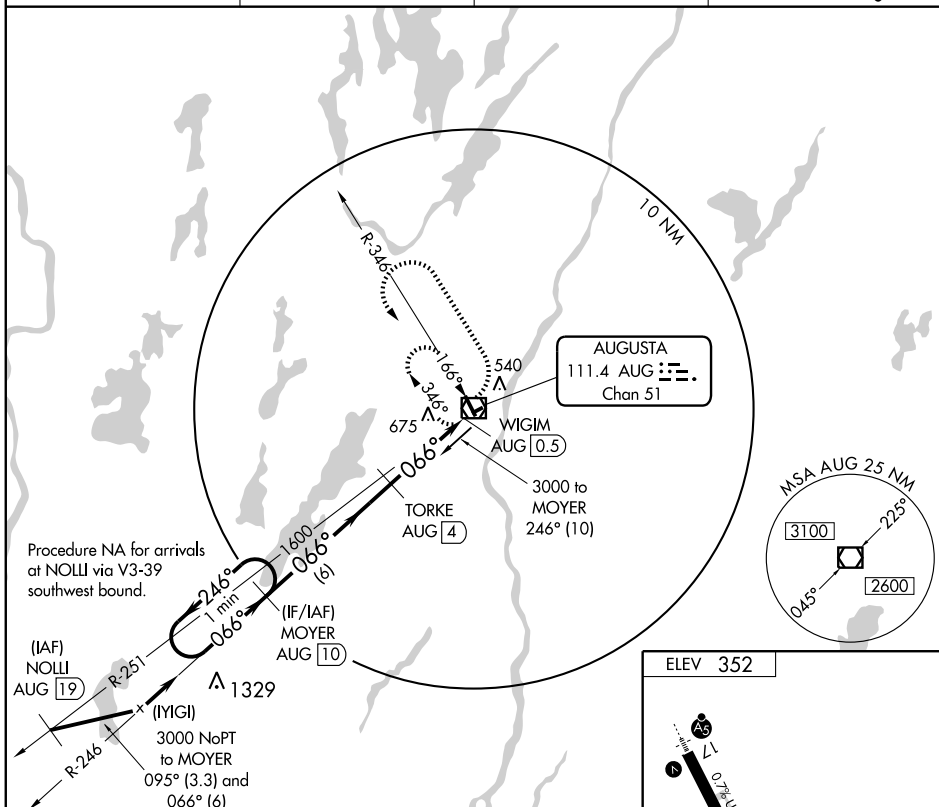 R-346
10 NM
166°
346°
540
675
AUGUSTA
111.4 AUG
Chan 51
WIGIM
AUG 0.5
066°
3000 to
MOYER
246° (10)
TORKE
AUG 4
1600
066°
(6)
MSA AUG 25 NM
3100
225°
045°
2600
Procedure NA for arrivals
at NOLLI via V3-39
southwest bound.
246°
1 min
066°
(IF/IAF)
MOYER
AUG 10
(IAF)
NOLLI
AUG 19
R-251
1329
(IYIGI)
R-246
3000 NoPT
to MOYER
095° (3.3) and
066° (6)
ELEV 352
A5
17
0.7% U